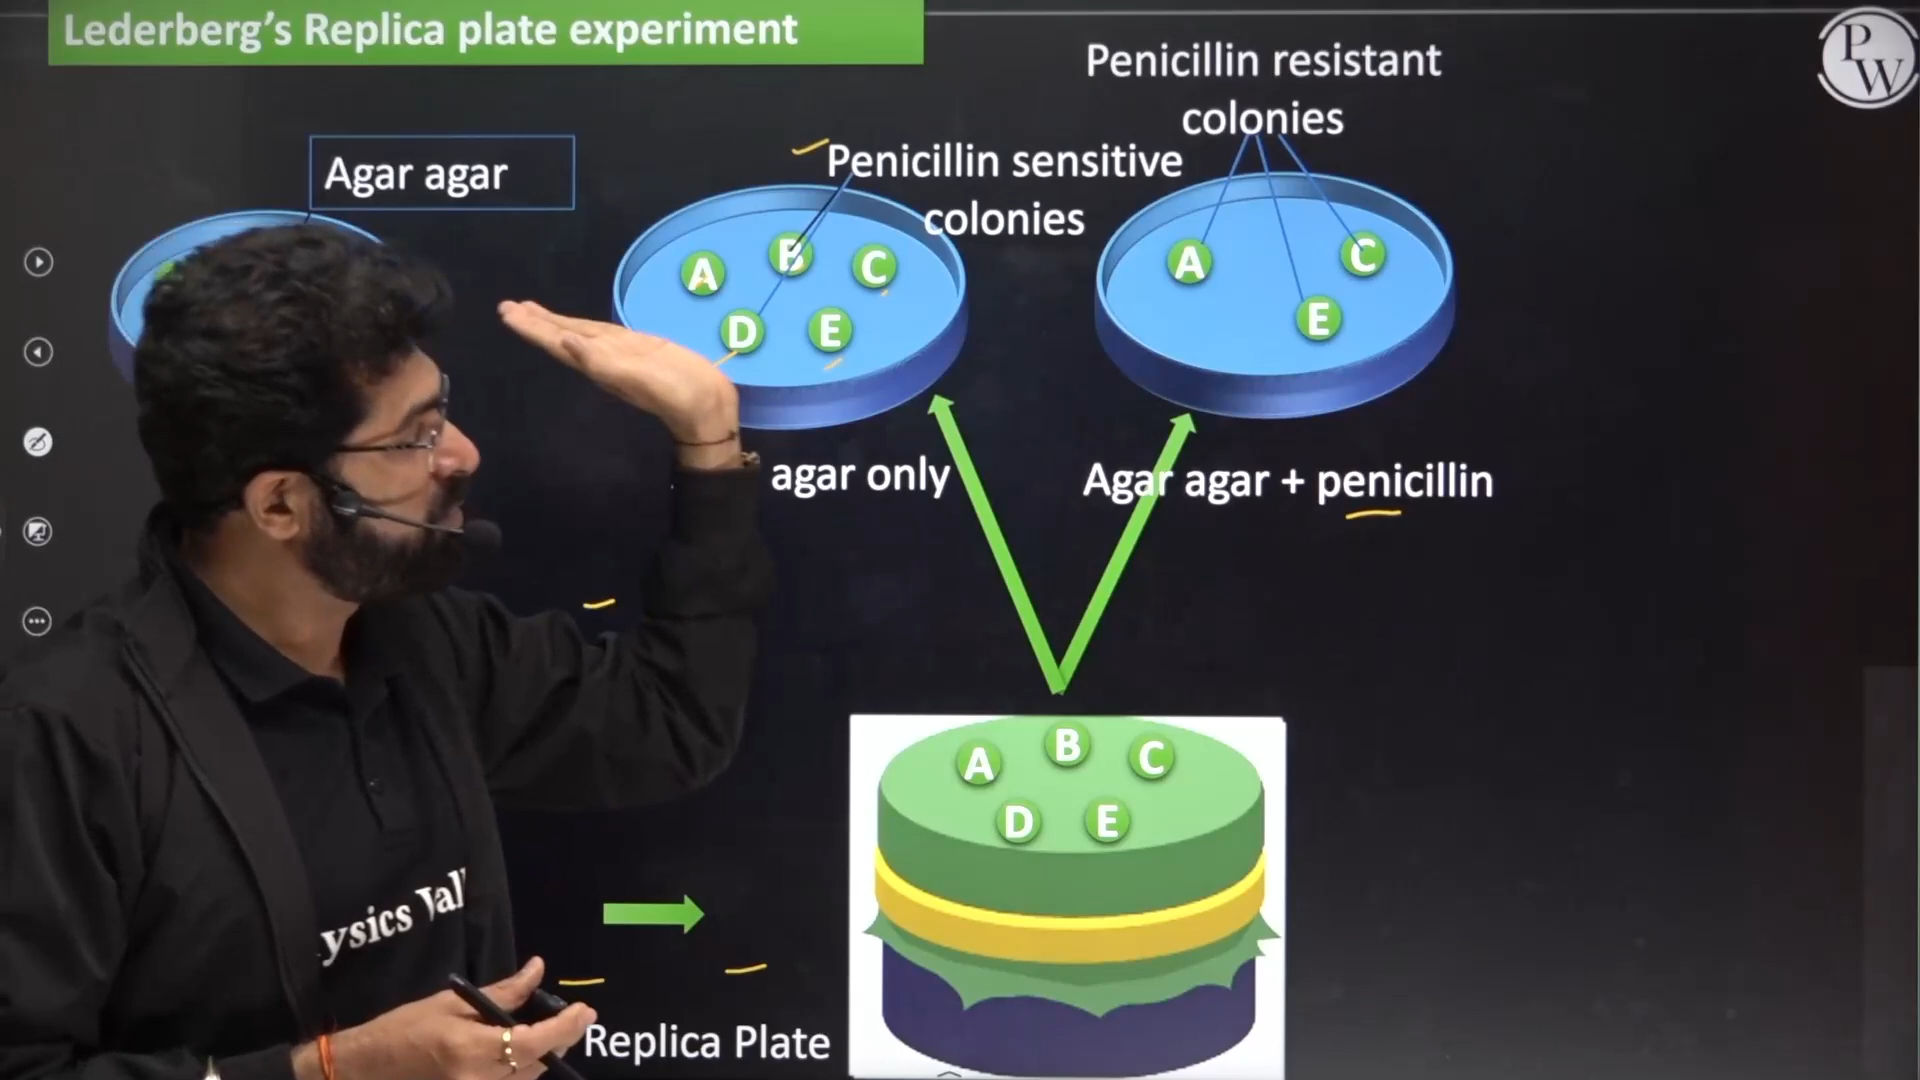 Lederberg's Replica plate experiment
P
W
Penicillin resistant
colonies
Agar agar
Penicillin sensitive
colonies
A
B
C
D
E
A
C
E
agar only
Agar agar + penicillin
A
B
C
D
E
ysics Wall
Replica Plate